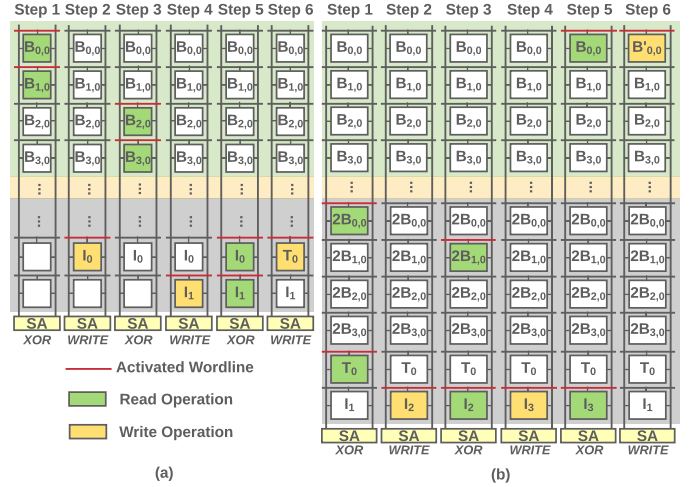 Step 1 Step 2 Step 3 Step 4 Step 5 Step 6
B0,0 B0,0 B0,0 B0,0 B0,0 B0,0
B1,0 B1,0 B1,0 B1,0 B1,0 B1,0
B2,0 B2,0 B2,0 B2,0 B2,0 B2,0
B3,0 B3,0 B3,0 B3,0 B3,0 B3,0
⋮ ⋮ ⋮ ⋮ ⋮ ⋮
⋮ ⋮ ⋮ ⋮ ⋮ ⋮
I0 I0 I0 I0 T0
I1 I1 I1
SA SA SA SA SA SA
XOR WRITE XOR WRITE XOR WRITE
Activated Wordline
Read Operation
Write Operation
(a)
Step 1 Step 2 Step 3 Step 4 Step 5 Step 6
B0,0 B0,0 B0,0 B0,0 B0,0 B'0,0
B1,0 B1,0 B1,0 B1,0 B1,0 B1,0
B2,0 B2,0 B2,0 B2,0 B2,0 B2,0
B3,0 B3,0 B3,0 B3,0 B3,0 B3,0
⋮ ⋮ ⋮ ⋮ ⋮ ⋮
2B0,0 2B0,0 2B0,0 2B0,0 2B0,0 2B0,0
2B1,0 2B1,0 2B1,0 2B1,0 2B1,0 2B1,0
2B2,0 2B2,0 2B2,0 2B2,0 2B2,0 2B2,0
2B3,0 2B3,0 2B3,0 2B3,0 2B3,0 2B3,0
T0 T0 T0 T0 T0 T0
I1 I2 I2 I3 I3 I1
SA SA SA SA SA SA
XOR WRITE XOR WRITE XOR WRITE
(b)